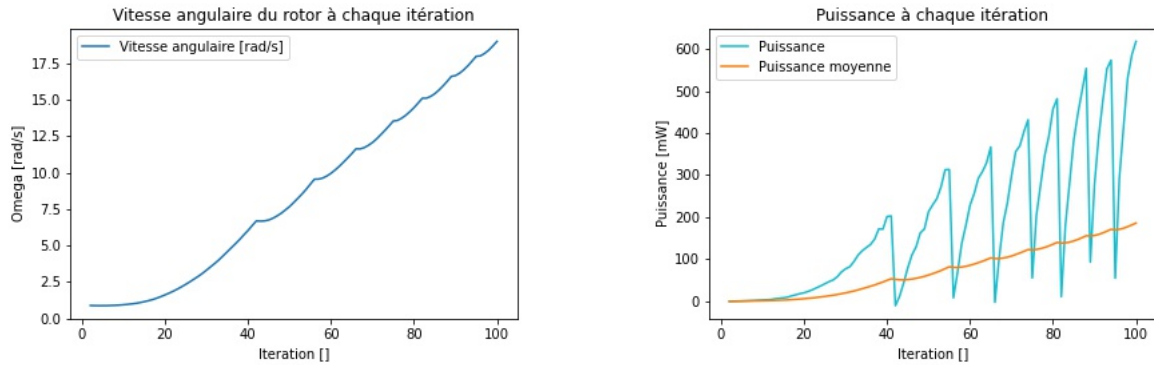 Vitesse angulaire du rotor à chaque itération
Vitesse angulaire [rad/s]
Omega [rad/s]
17.5
15.0
12.5
10.0
7.5
5.0
2.5
0.0
0 20 40 60 80 100
Iteration []
Puissance à chaque itération
Puissance
Puissance moyenne
Puissance [mW]
600
500
400
300
200
100
0
0 20 40 60 80 100
Iteration []